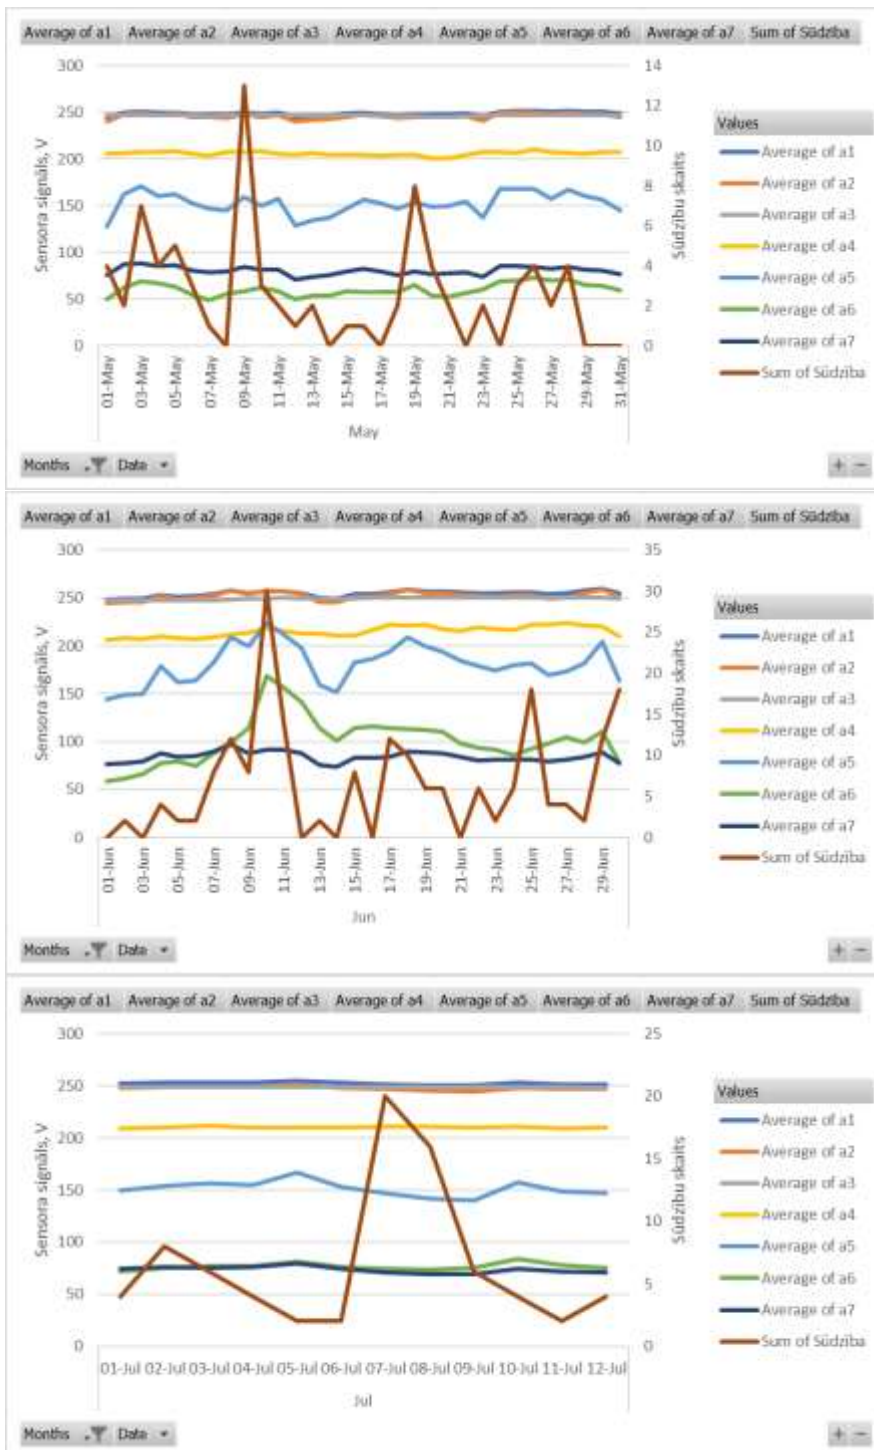 Average of a1 Average of a2 Average of a3 Average of a4 Average of a5 Average of a6 Average of a7 Sum of Sūdzība
300 14
250 12
200 10
150 8
100 6
50 4
0 2
0
Sensora signāls, V
Sūdzību skaits
01-May 03-May 05-May 07-May 09-May 11-May 13-May 15-May 17-May 19-May 21-May 23-May 25-May 27-May 29-May 31-May
May
Values
Average of a1
Average of a2
Average of a3
Average of a4
Average of a5
Average of a6
Average of a7
Sum of Sūdzība
Months Date + −
Average of a1 Average of a2 Average of a3 Average of a4 Average of a5 Average of a6 Average of a7 Sum of Sūdzība
300 35
250 30
200 25
150 20
100 15
50 10
0 5
0
Sensora signāls, V
Sūdzību skaits
01-Jun 03-Jun 05-Jun 07-Jun 09-Jun 11-Jun 13-Jun 15-Jun 17-Jun 19-Jun 21-Jun 23-Jun 25-Jun 27-Jun 29-Jun
Jun
Values
Average of a1
Average of a2
Average of a3
Average of a4
Average of a5
Average of a6
Average of a7
Sum of Sūdzība
Months Date + −
Average of a1 Average of a2 Average of a3 Average of a4 Average of a5 Average of a6 Average of a7 Sum of Sūdzība
300 25
250 20
200 15
150 10
100 5
50 0
0
Sensora signāls, V
Sūdzību skaits
01-Jul 02-Jul 03-Jul 04-Jul 05-Jul 06-Jul 07-Jul 08-Jul 09-Jul 10-Jul 11-Jul 12-Jul
Jul
Values
Average of a1
Average of a2
Average of a3
Average of a4
Average of a5
Average of a6
Average of a7
Sum of Sūdzība
Months Date + −